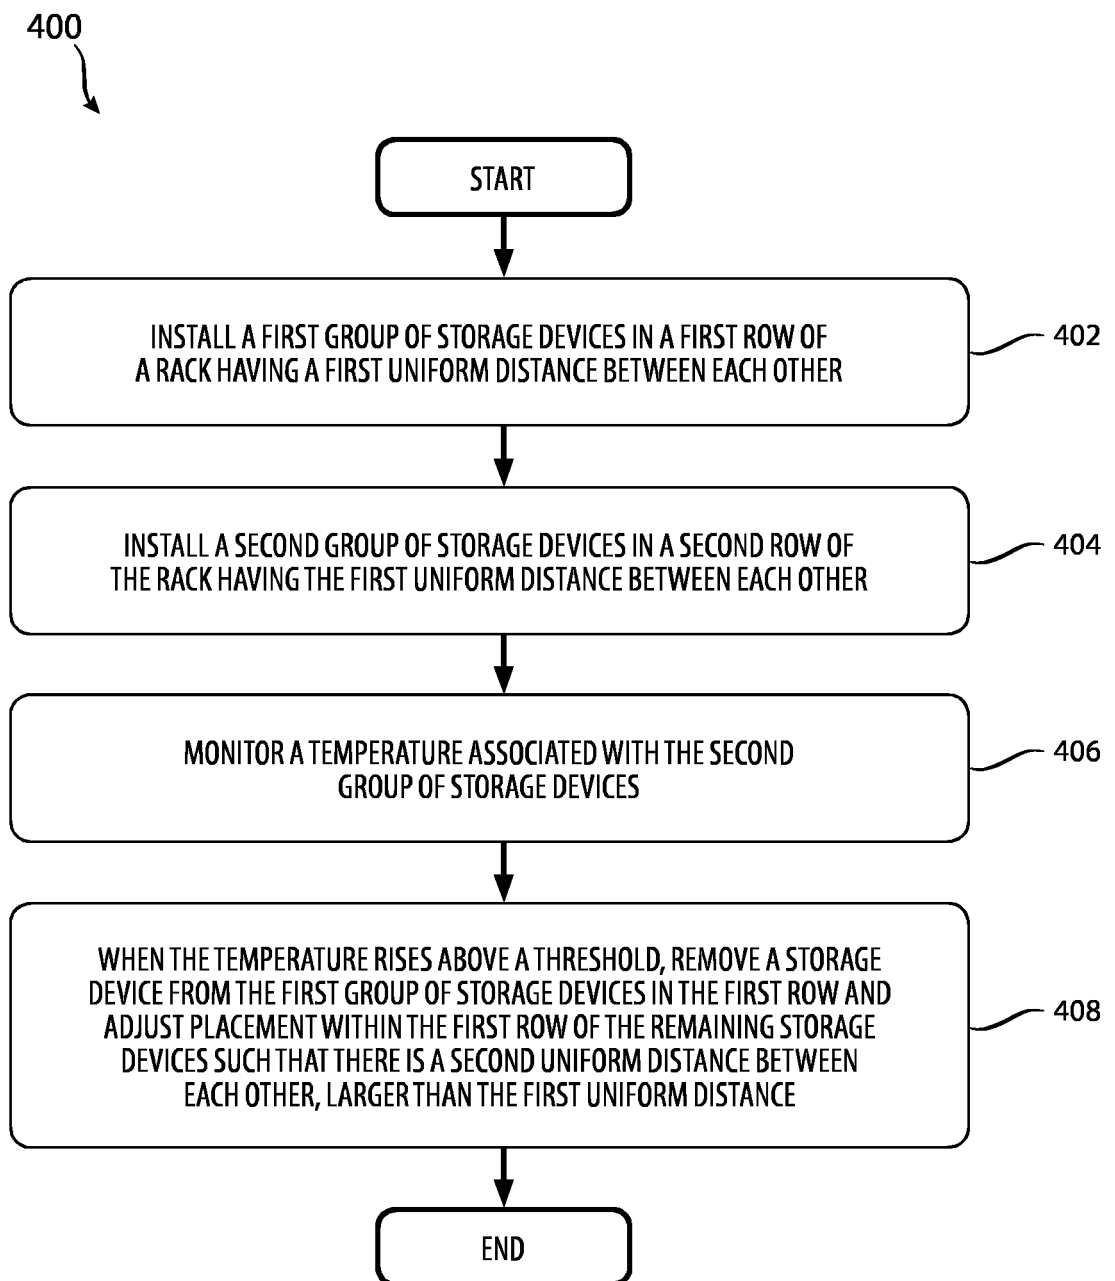 400
START
INSTALL A FIRST GROUP OF STORAGE DEVICES IN A FIRST ROW OF
A RACK HAVING A FIRST UNIFORM DISTANCE BETWEEN EACH OTHER
402
INSTALL A SECOND GROUP OF STORAGE DEVICES IN A SECOND ROW OF
THE RACK HAVING THE FIRST UNIFORM DISTANCE BETWEEN EACH OTHER
404
MONITOR A TEMPERATURE ASSOCIATED WITH THE SECOND
GROUP OF STORAGE DEVICES
406
WHEN THE TEMPERATURE RISES ABOVE A THRESHOLD, REMOVE A STORAGE
DEVICE FROM THE FIRST GROUP OF STORAGE DEVICES IN THE FIRST ROW AND
ADJUST PLACEMENT WITHIN THE FIRST ROW OF THE REMAINING STORAGE
DEVICES SUCH THAT THERE IS A SECOND UNIFORM DISTANCE BETWEEN
EACH OTHER, LARGER THAN THE FIRST UNIFORM DISTANCE
408
END